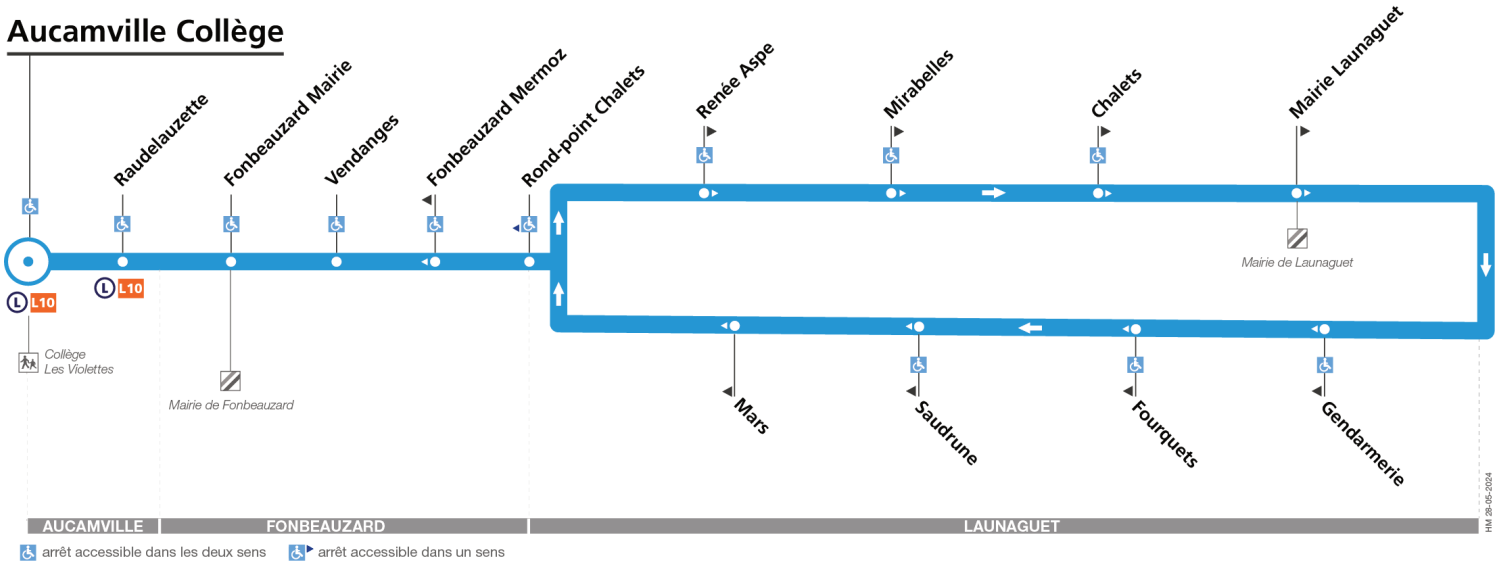 Aucamville Collège
Raudelauzette
Fonbeauzard Mairie
Vendanges
Fonbeauzard Mermoz
Rond-point Chalets
Renée Aspe
Mirabelles
Chalets
Mairie Launaguet
L L10
L L10
Collège
Les Violettes
Mairie de Fonbeauzard
Mairie de Launaguet
Mars
Saudrune
Fourquets
Gendarmerie
HM 28-05-2024
AUCAMVILLE
FONBEAUZARD
LAUNAGUET
arrêt accessible dans les deux sens
arrêt accessible dans un sens